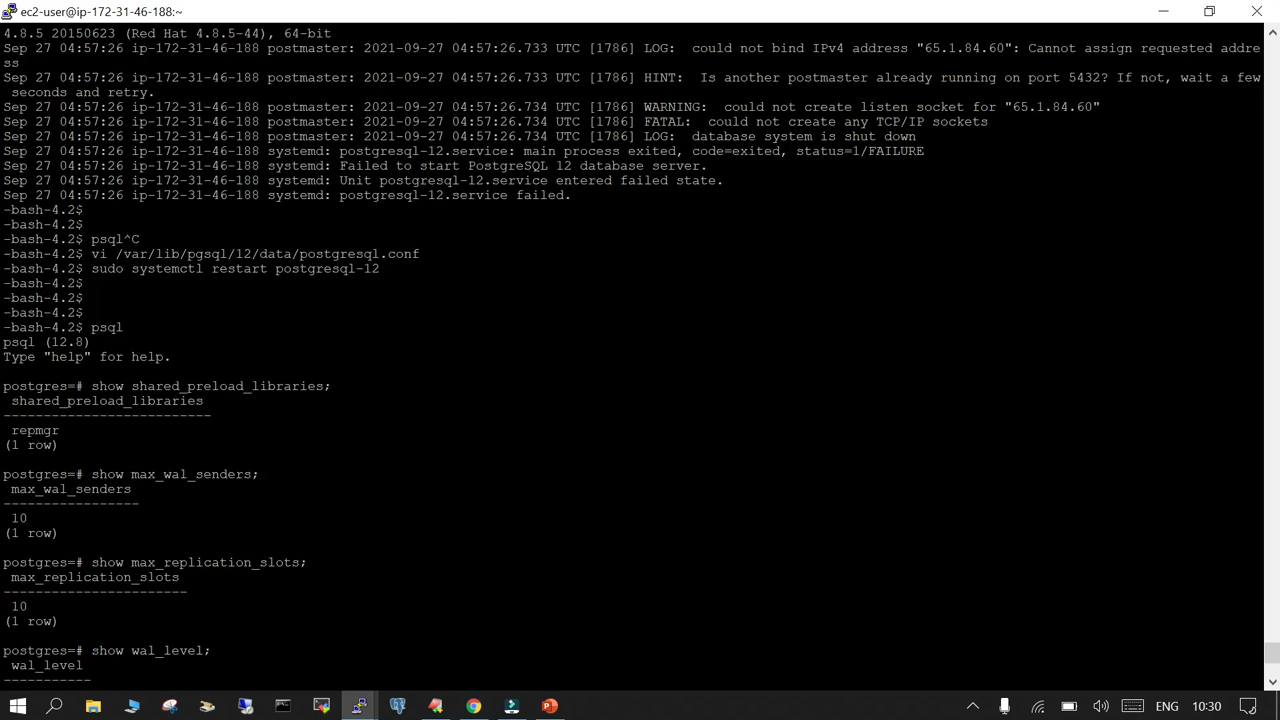 ec2-user@ip-172-31-46-188:~
4.8.5 20150623 (Red Hat 4.8.5-44), 64-bit
Sep 27 04:57:26 ip-172-31-46-188 postmaster: 2021-09-27 04:57:26.733 UTC [1786] LOG:  could not bind IPv4 address "65.1.84.60": Cannot assign requested addre
ss
Sep 27 04:57:26 ip-172-31-46-188 postmaster: 2021-09-27 04:57:26.733 UTC [1786] HINT:  Is another postmaster already running on port 5432? If not, wait a few
 seconds and retry.
Sep 27 04:57:26 ip-172-31-46-188 postmaster: 2021-09-27 04:57:26.734 UTC [1786] WARNING:  could not create listen socket for "65.1.84.60"
Sep 27 04:57:26 ip-172-31-46-188 postmaster: 2021-09-27 04:57:26.734 UTC [1786] FATAL:  could not create any TCP/IP sockets
Sep 27 04:57:26 ip-172-31-46-188 postmaster: 2021-09-27 04:57:26.734 UTC [1786] LOG:  database system is shut down
Sep 27 04:57:26 ip-172-31-46-188 systemd: postgresql-12.service: main process exited, code=exited, status=1/FAILURE
Sep 27 04:57:26 ip-172-31-46-188 systemd: Failed to start PostgreSQL 12 database server.
Sep 27 04:57:26 ip-172-31-46-188 systemd: Unit postgresql-12.service entered failed state.
Sep 27 04:57:26 ip-172-31-46-188 systemd: postgresql-12.service failed.
-bash-4.2$
-bash-4.2$
-bash-4.2$ psql^C
-bash-4.2$ vi /var/lib/pgsql/12/data/postgresql.conf
-bash-4.2$ sudo systemctl restart postgresql-12
-bash-4.2$
-bash-4.2$
-bash-4.2$
-bash-4.2$ psql
psql (12.8)
Type "help" for help.
postgres=# show shared_preload_libraries;
 shared_preload_libraries
--------------------------
 repmgr
(1 row)
postgres=# show max_wal_senders;
 max_wal_senders
-----------------
 10
(1 row)
postgres=# show max_replication_slots;
 max_replication_slots
-----------------------
 10
(1 row)
postgres=# show wal_level;
 wal_level
-----------
ENG 10:30